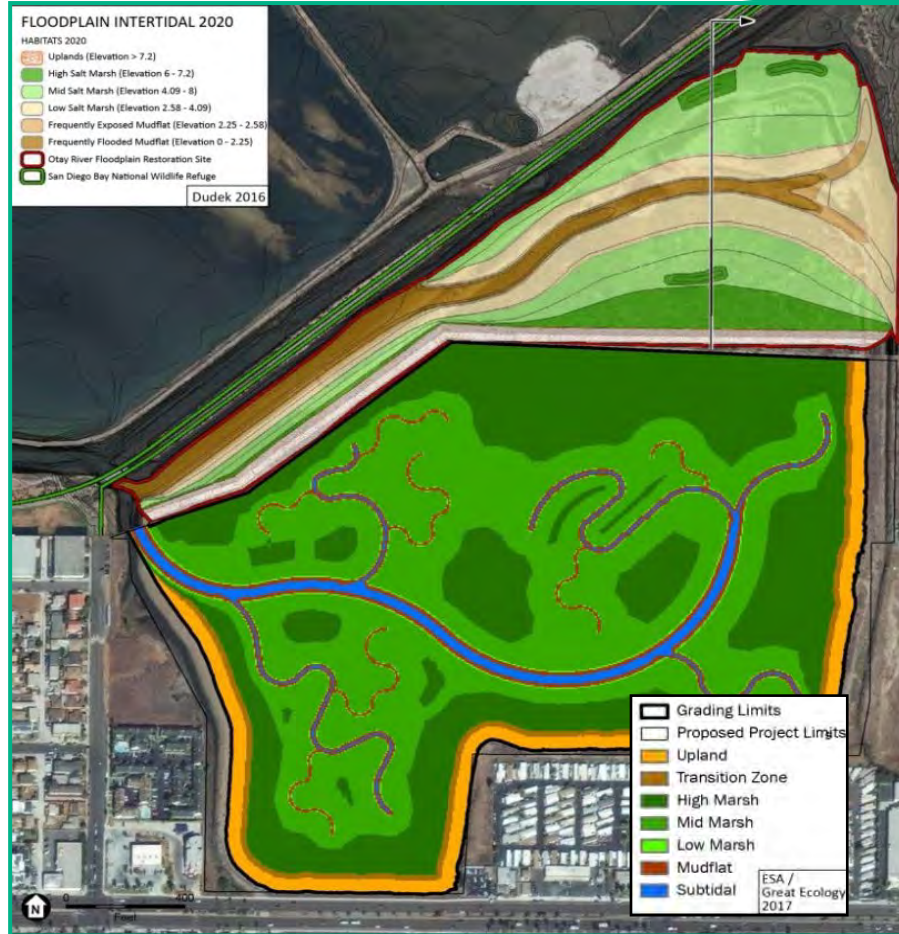 FLOODPLAIN INTERTIDAL 2020
HABITATS 2020
Uplands (Elevation > 7.2)
High Salt Marsh (Elevation 6 - 7.2)
Mid Salt Marsh (Elevation 4.09 - 8)
Low Salt Marsh (Elevation 2.58 - 4.09)
Frequently Exposed Mudflat (Elevation 2.25 - 2.58)
Frequently Flooded Mudflat (Elevation 0 - 2.25)
Otay River Floodplain Restoration Site
San Diego Bay National Wildlife Refuge
Dudek 2016
Grading Limits
Proposed Project Limits
Upland
Transition Zone
High Marsh
Mid Marsh
Low Marsh
Mudflat
Subtidal
ESA /
Great Ecology
2017
N
0 400
Feet